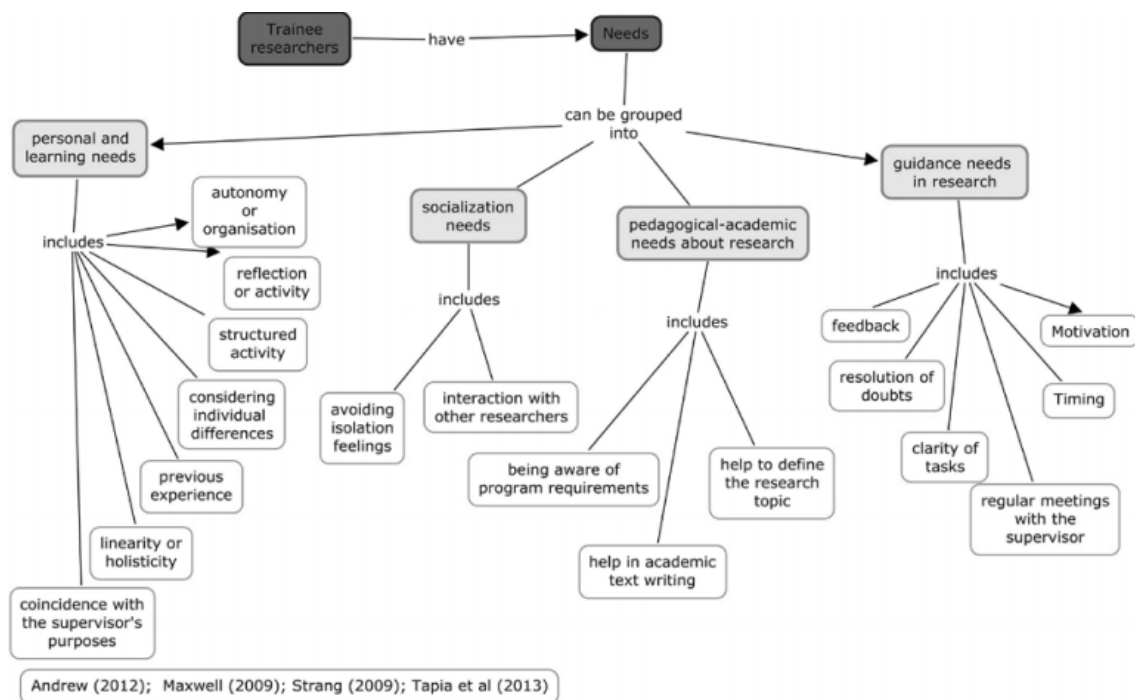 Trainee
researchers
have
Needs
can be grouped
into
personal and
learning needs
includes
autonomy
or
organisation
reflection
or activity
structured
activity
considering
individual
differences
previous
experience
linearity or
holisticity
coincidence with
the supervisor's
purposes
socialization
needs
includes
avoiding
isolation
feelings
interaction with
other researchers
pedagogical-academic
needs about research
includes
being aware of
program requirements
help in academic
text writing
help to define
the research
topic
guidance needs
in research
includes
feedback
resolution of
doubts
clarity of
tasks
regular meetings
with the
supervisor
Timing
Motivation
Andrew (2012); Maxwell (2009); Strang (2009); Tapia et al (2013)